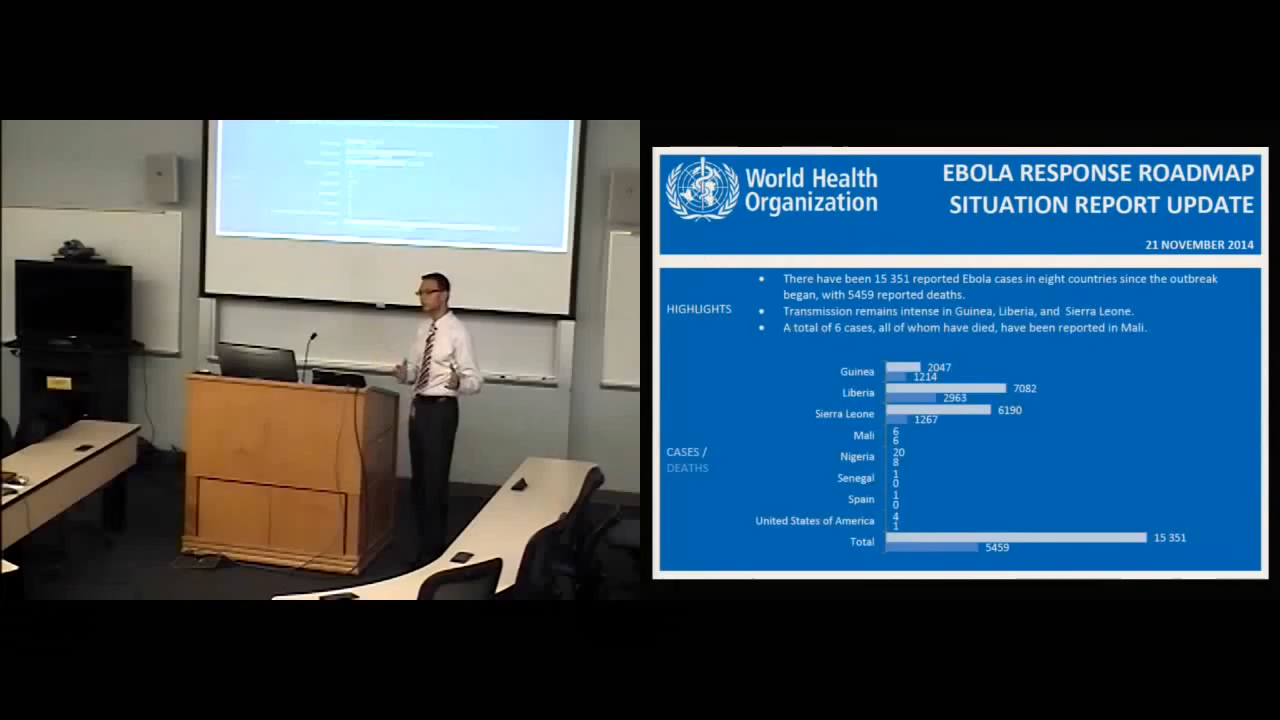 World Health
Organization
EBOLA RESPONSE ROADMAP
SITUATION REPORT UPDATE
21 NOVEMBER 2014
HIGHLIGHTS
• There have been 15 351 reported Ebola cases in eight countries since the outbreak
began, with 5459 reported deaths.
• Transmission remains intense in Guinea, Liberia, and Sierra Leone.
• A total of 6 cases, all of whom have died, have been reported in Mali.
CASES /
DEATHS
Guinea 2047
1214
Liberia 7082
2963
Sierra Leone 6190
1267
Mali 6
6
Nigeria 20
8
Senegal 1
0
Spain 1
0
United States of America 4
1
Total 15 351
5459